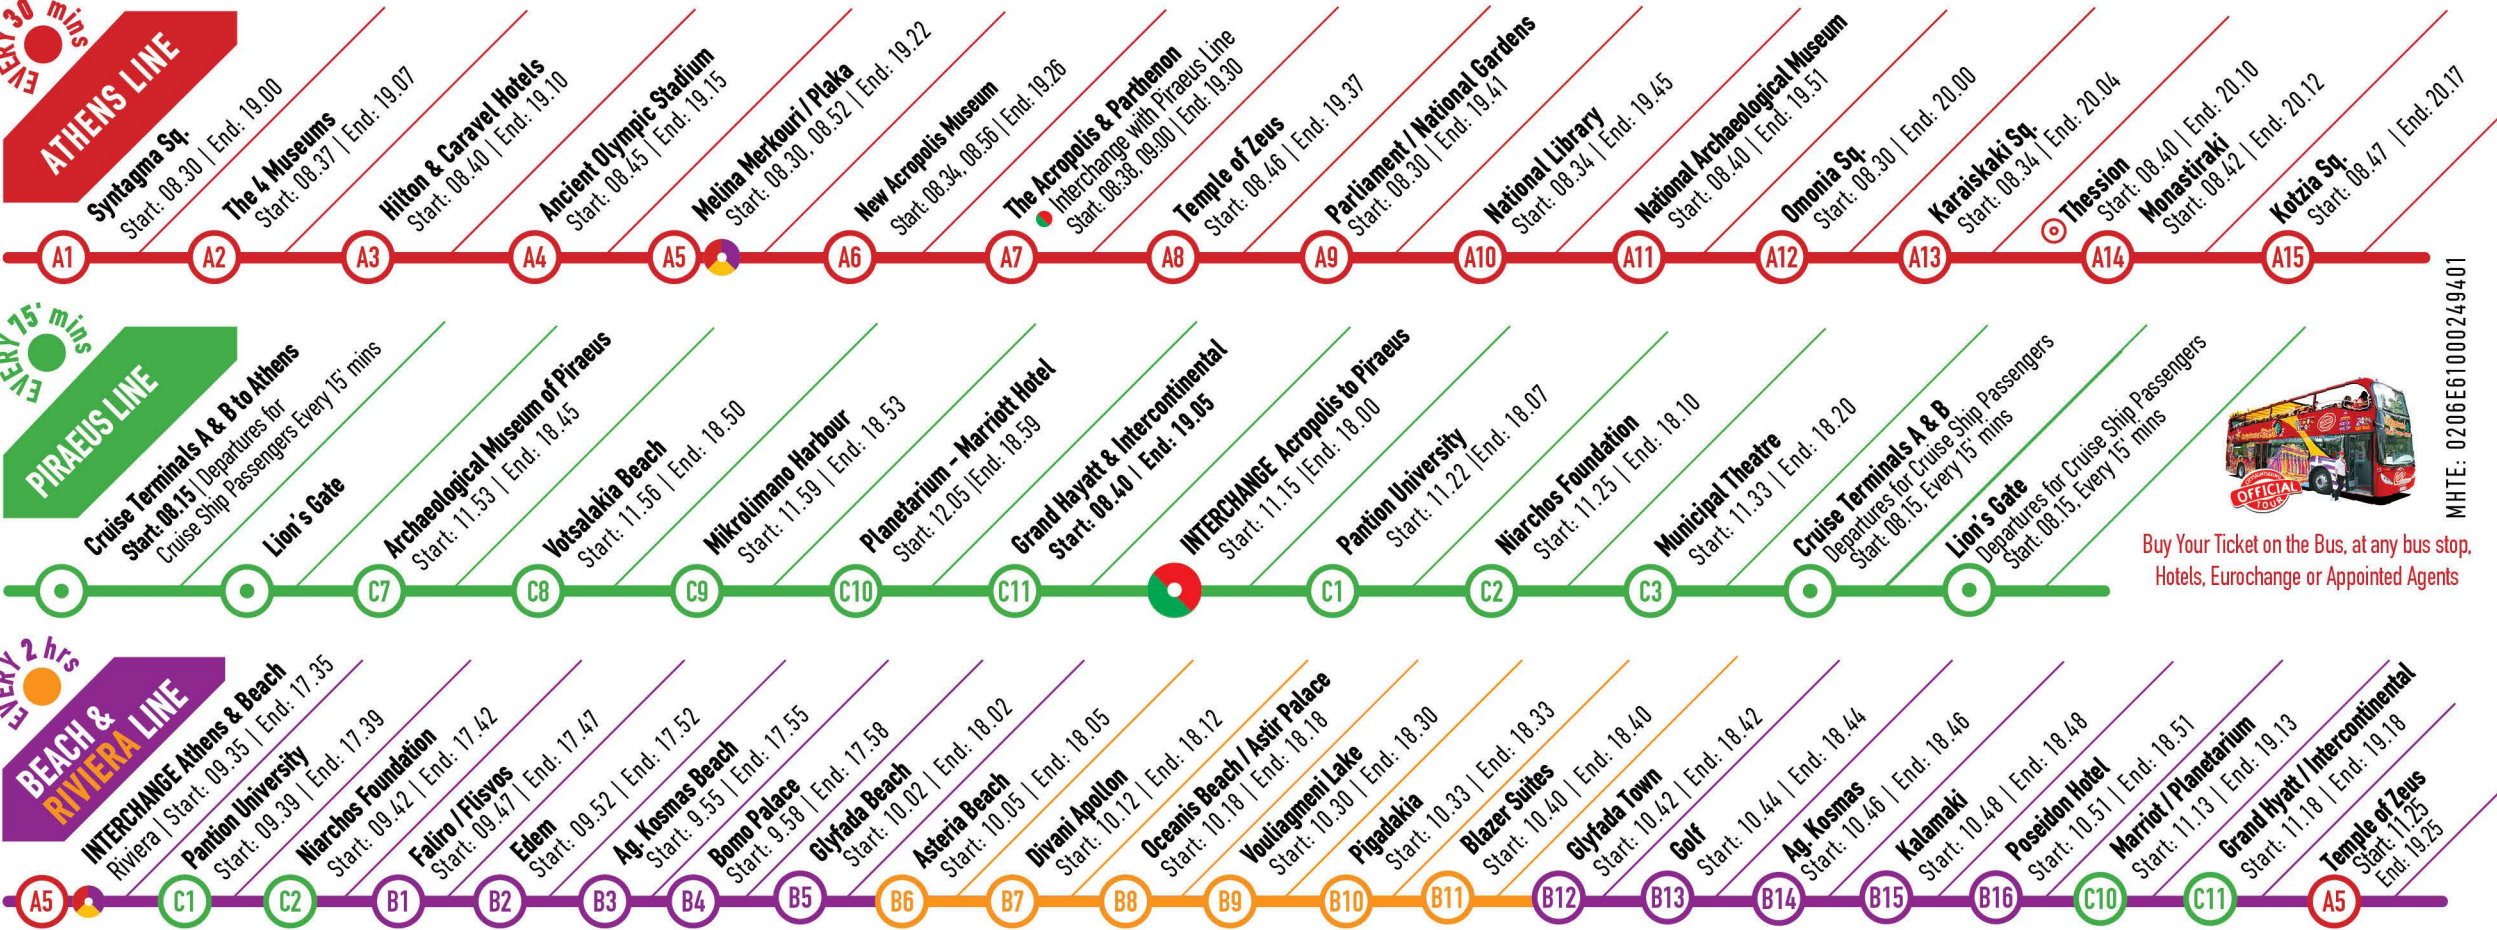 EVERY 30 mins
ATHENS LINE
Syntagma Sq.
Start: 08.30 | End: 19.00
The 4 Museums
Start: 08.37 | End: 19.07
Hilton & Caravel Hotels
Start: 08.40 | End: 19.10
Ancient Olympic Stadium
Start: 08.45 | End: 19.15
Melina Merkouri / Plaka
Start: 08.30, 08.52 | End: 19.22
New Acropolis Museum
Start: 08.34, 08.56 | End: 19.26
The Acropolis & Parthenon
Interchange with Piraeus Line
Start: 08:38, 09:00 | End: 19.30
Temple of Zeus
Start: 08.46 | End: 19.37
Parliament / National Gardens
Start: 08.30 | End: 19.41
National Library
Start: 08.34 | End: 19.45
National Archaeological Museum
Start: 08.40 | End: 19.51
Omonia Sq.
Start: 08.30 | End: 20.00
Karaiskaki Sq.
Start: 08.34 | End: 20.04
Thession
Start: 08.40 | End: 20.10
Monastiraki
Start: 08.42 | End: 20.12
Kotzia Sq.
Start: 08.47 | End: 20.17
A1 A2 A3 A4 A5 A6 A7 A8 A9 A10 A11 A12 A13 A14 A15
EVERY 75' mins
PIRAEUS LINE
Cruise Terminals A & B to Athens
Start: 08.15 | Departures for
Cruise Ship Passengers Every 15' mins
Lion's Gate
Archaeological Museum of Piraeus
Start: 11.53 | End: 18.45
Votsalakia Beach
Start: 11.56 | End: 18.50
Mikrolimano Harbour
Start: 11.59 | End: 18.53
Planetarium - Marriott Hotel
Start: 12.05 | End: 18.59
Grand Hayatt & Intercontinental
Start: 08.40 | End: 19.05
INTERCHANGE Acropolis to Piraeus
Start: 11.15 | End: 18.00
Pantion University
Start: 11.22 | End: 18.07
Niarchos Foundation
Start: 11.25 | End: 18.10
Municipal Theatre
Start: 11.33 | End: 18.20
Cruise Terminals A & B
Departures for Cruise Ship Passengers
Start: 08.15, Every 15' mins
Lion's Gate
Departures for Cruise Ship Passengers
Start: 08.15, Every 15' mins
C7 C8 C9 C10 C11 C1 C2 C3
OFFICIAL
TOUR
Buy Your Ticket on the Bus, at any bus stop,
Hotels, Eurochange or Appointed Agents
MHTE: 0206E61000249401
EVERY 2 hrs
BEACH &
RIVIERA LINE
INTERCHANGE Athens & Beach
Riviera | Start: 09.35 | End: 17.35
Pantion University
Start: 09.39 | End: 17.39
Niarchos Foundation
Start: 09.42 | End: 17.42
Faliro / Flisvos
Start: 09.47 | End: 17.47
Edem
Start: 09.52 | End: 17.52
Ag. Kosmas Beach
Start: 9.55 | End: 17.55
Bomo Palace
Start: 9.58 | End: 17.58
Glyfada Beach
Start: 10.02 | End: 18.02
Asteria Beach
Start: 10.05 | End: 18.05
Divani Apollon
Start: 10.12 | End: 18.12
Oceanis Beach / Astir Palace
Start: 10.18 | End: 18.18
Vouliagmeni Lake
Start: 10.30 | End: 18.30
Pigadakia
Start: 10.33 | End: 18.33
Blazer Suites
Start: 10.40 | End: 18.40
Glyfada Town
Start: 10.42 | End: 18.42
Golf
Start: 10.44 | End: 18.44
Ag. Kosmas
Start: 10.46 | End: 18.46
Kalamaki
Start: 10.48 | End: 18.48
Poseidon Hotel
Start: 10.51 | End: 18.51
Marriot / Planetarium
Start: 11.13 | End: 19.13
Grand Hyatt / Intercontinental
Start: 11.18 | End: 19.18
Temple of Zeus
Start: 11.25
End: 19.25
A5 C1 C2 B1 B2 B3 B4 B5 B6 B7 B8 B9 B10 B11 B12 B13 B14 B15 B16 C10 C11 A5